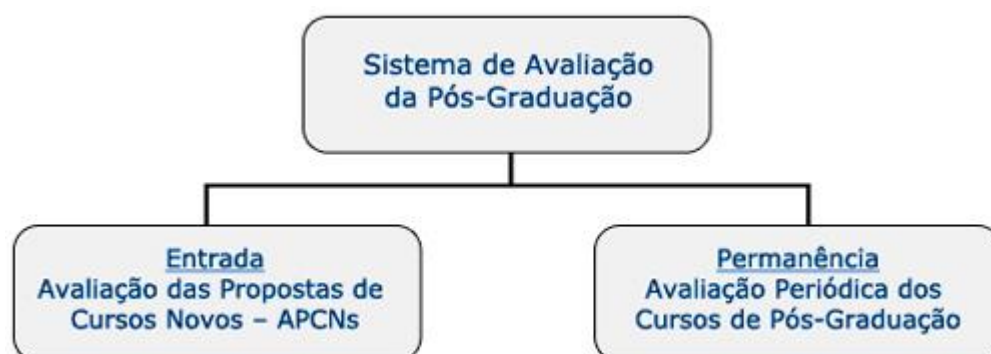 Sistema de Avaliação
da Pós-Graduação
Entrada
Avaliação das Propostas de
Cursos Novos – APCNs
Permanência
Avaliação Periódica dos
Cursos de Pós-Graduação